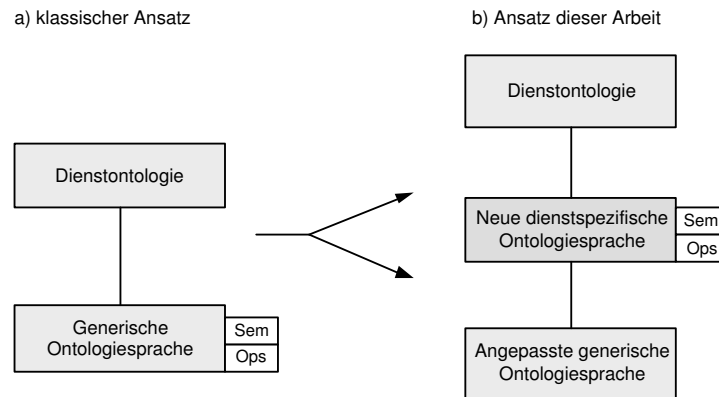 a) klassischer Ansatz
Dienstontologie
Generische
Ontologiesprache
Sem
Ops
b) Ansatz dieser Arbeit
Dienstontologie
Neue dienstspezifische
Ontologiesprache
Sem
Ops
Angepasste generische
Ontologiesprache